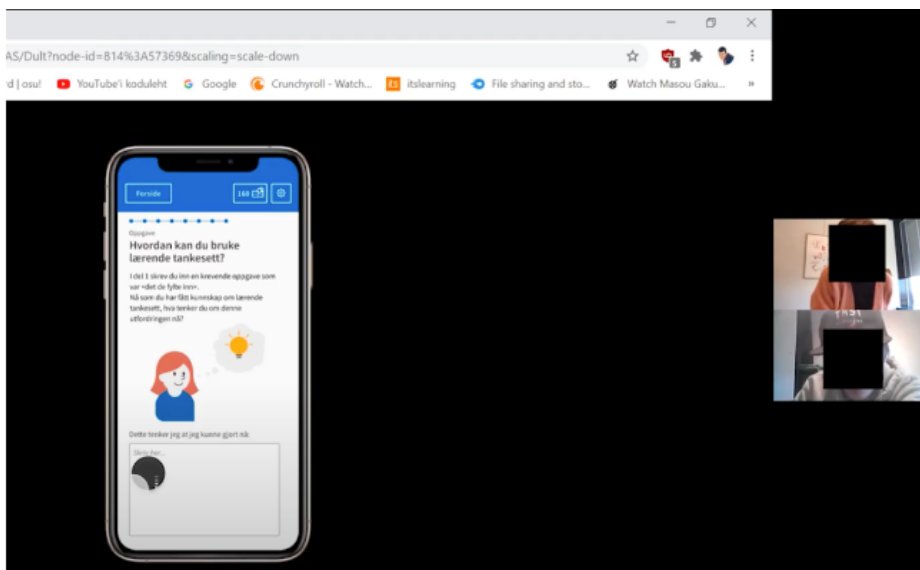 AS/Dult?node-id=814%3A57369&scaling=scale-down
5
rd | osu!
YouTube'i koduleht
G Google
Crunchyroll - Watch...
itslearning
File sharing and sto...
Watch Masou Gaku...
»
Forside
160
Oppgave
Hvordan kan du bruke
lærende tankesett?
I del 1 skrev du inn en krevende oppgave som
var «det de fylte inn».
Nå som du har fått kunnskap om lærende
tankesett, hva tenker du om denne
utfordringen nå?
Dette tenker jeg at jeg kunne gjort nå:
Skriv her...